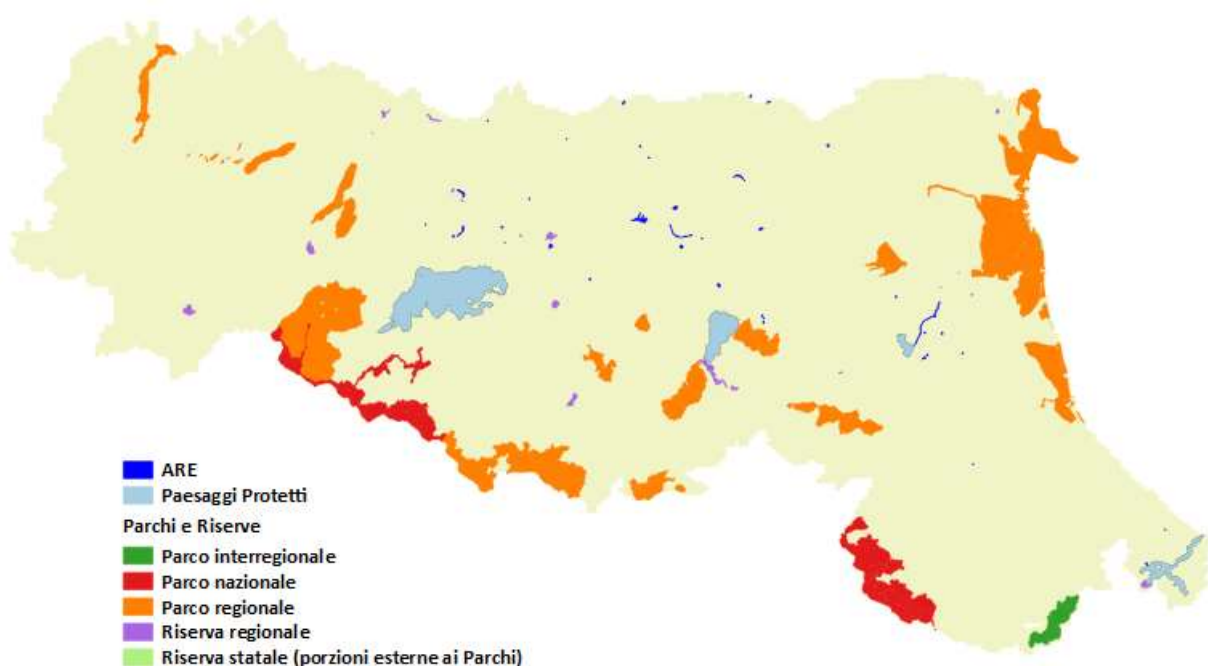 ARE
Paesaggi Protetti
Parchi e Riserve
Parco interregionale
Parco nazionale
Parco regionale
Riserva regionale
Riserva statale (porzioni esterne ai Parchi)